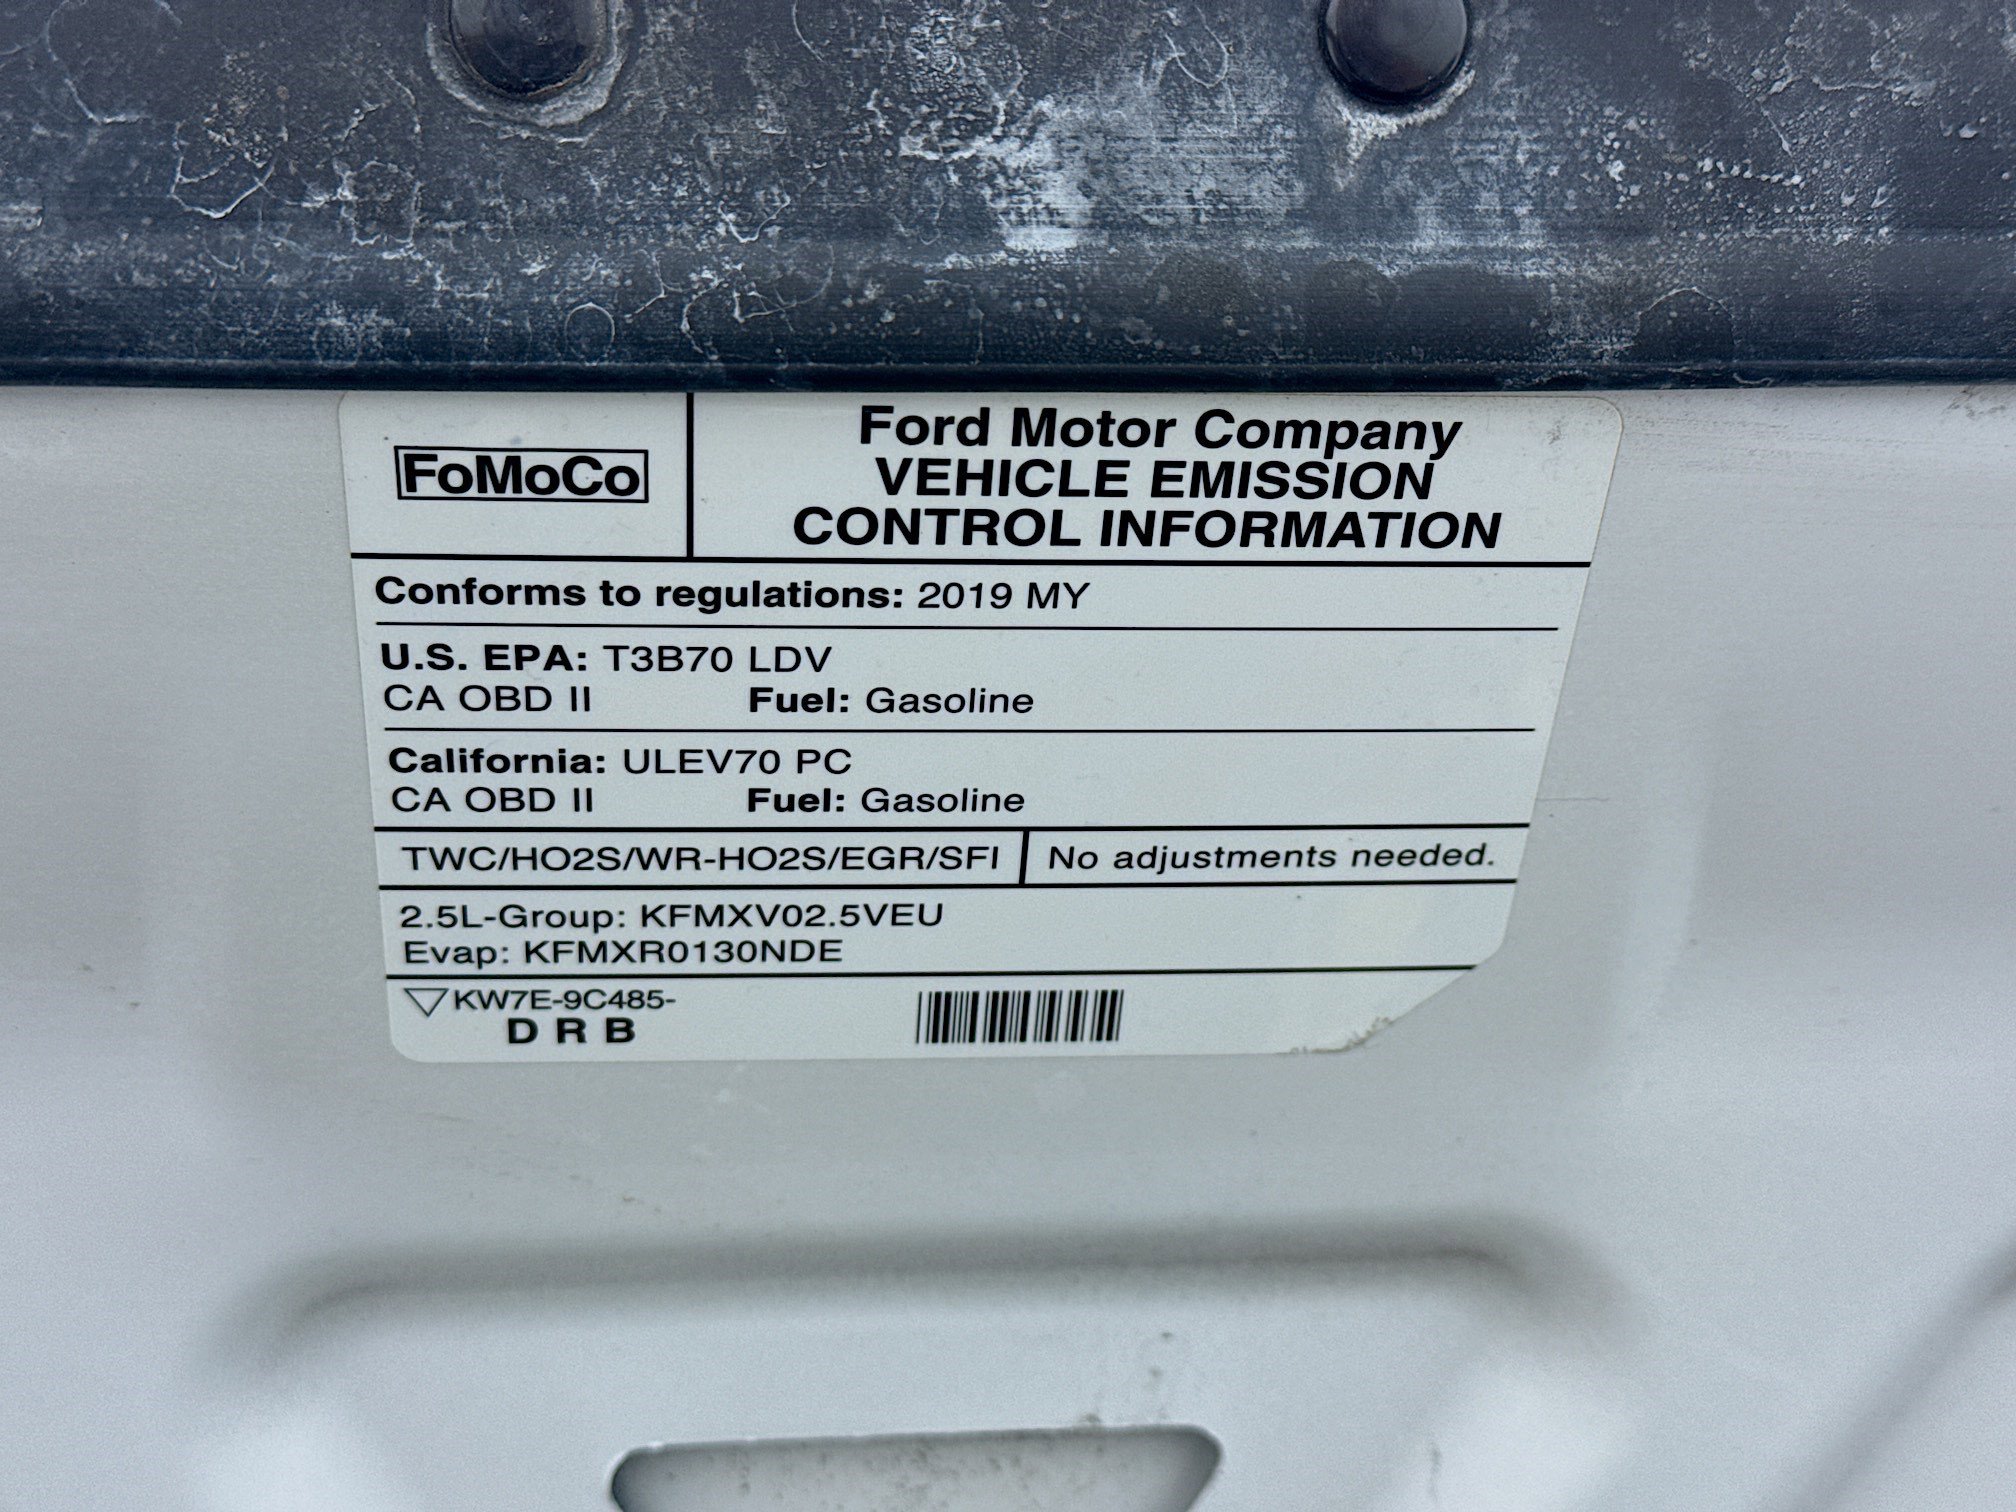 FoMoCo
Ford Motor Company
VEHICLE EMISSION
CONTROL INFORMATION
Conforms to regulations: 2019 MY
U.S. EPA: T3B70 LDV
CA OBD II Fuel: Gasoline
California: ULEV70 PC
CA OBD II Fuel: Gasoline
TWC/HO2S/WR-HO2S/EGR/SFI No adjustments needed.
2.5L-Group: KFMXV02.5VEU
Evap: KFMXR0130NDE
KW7E-9C485-
D R B